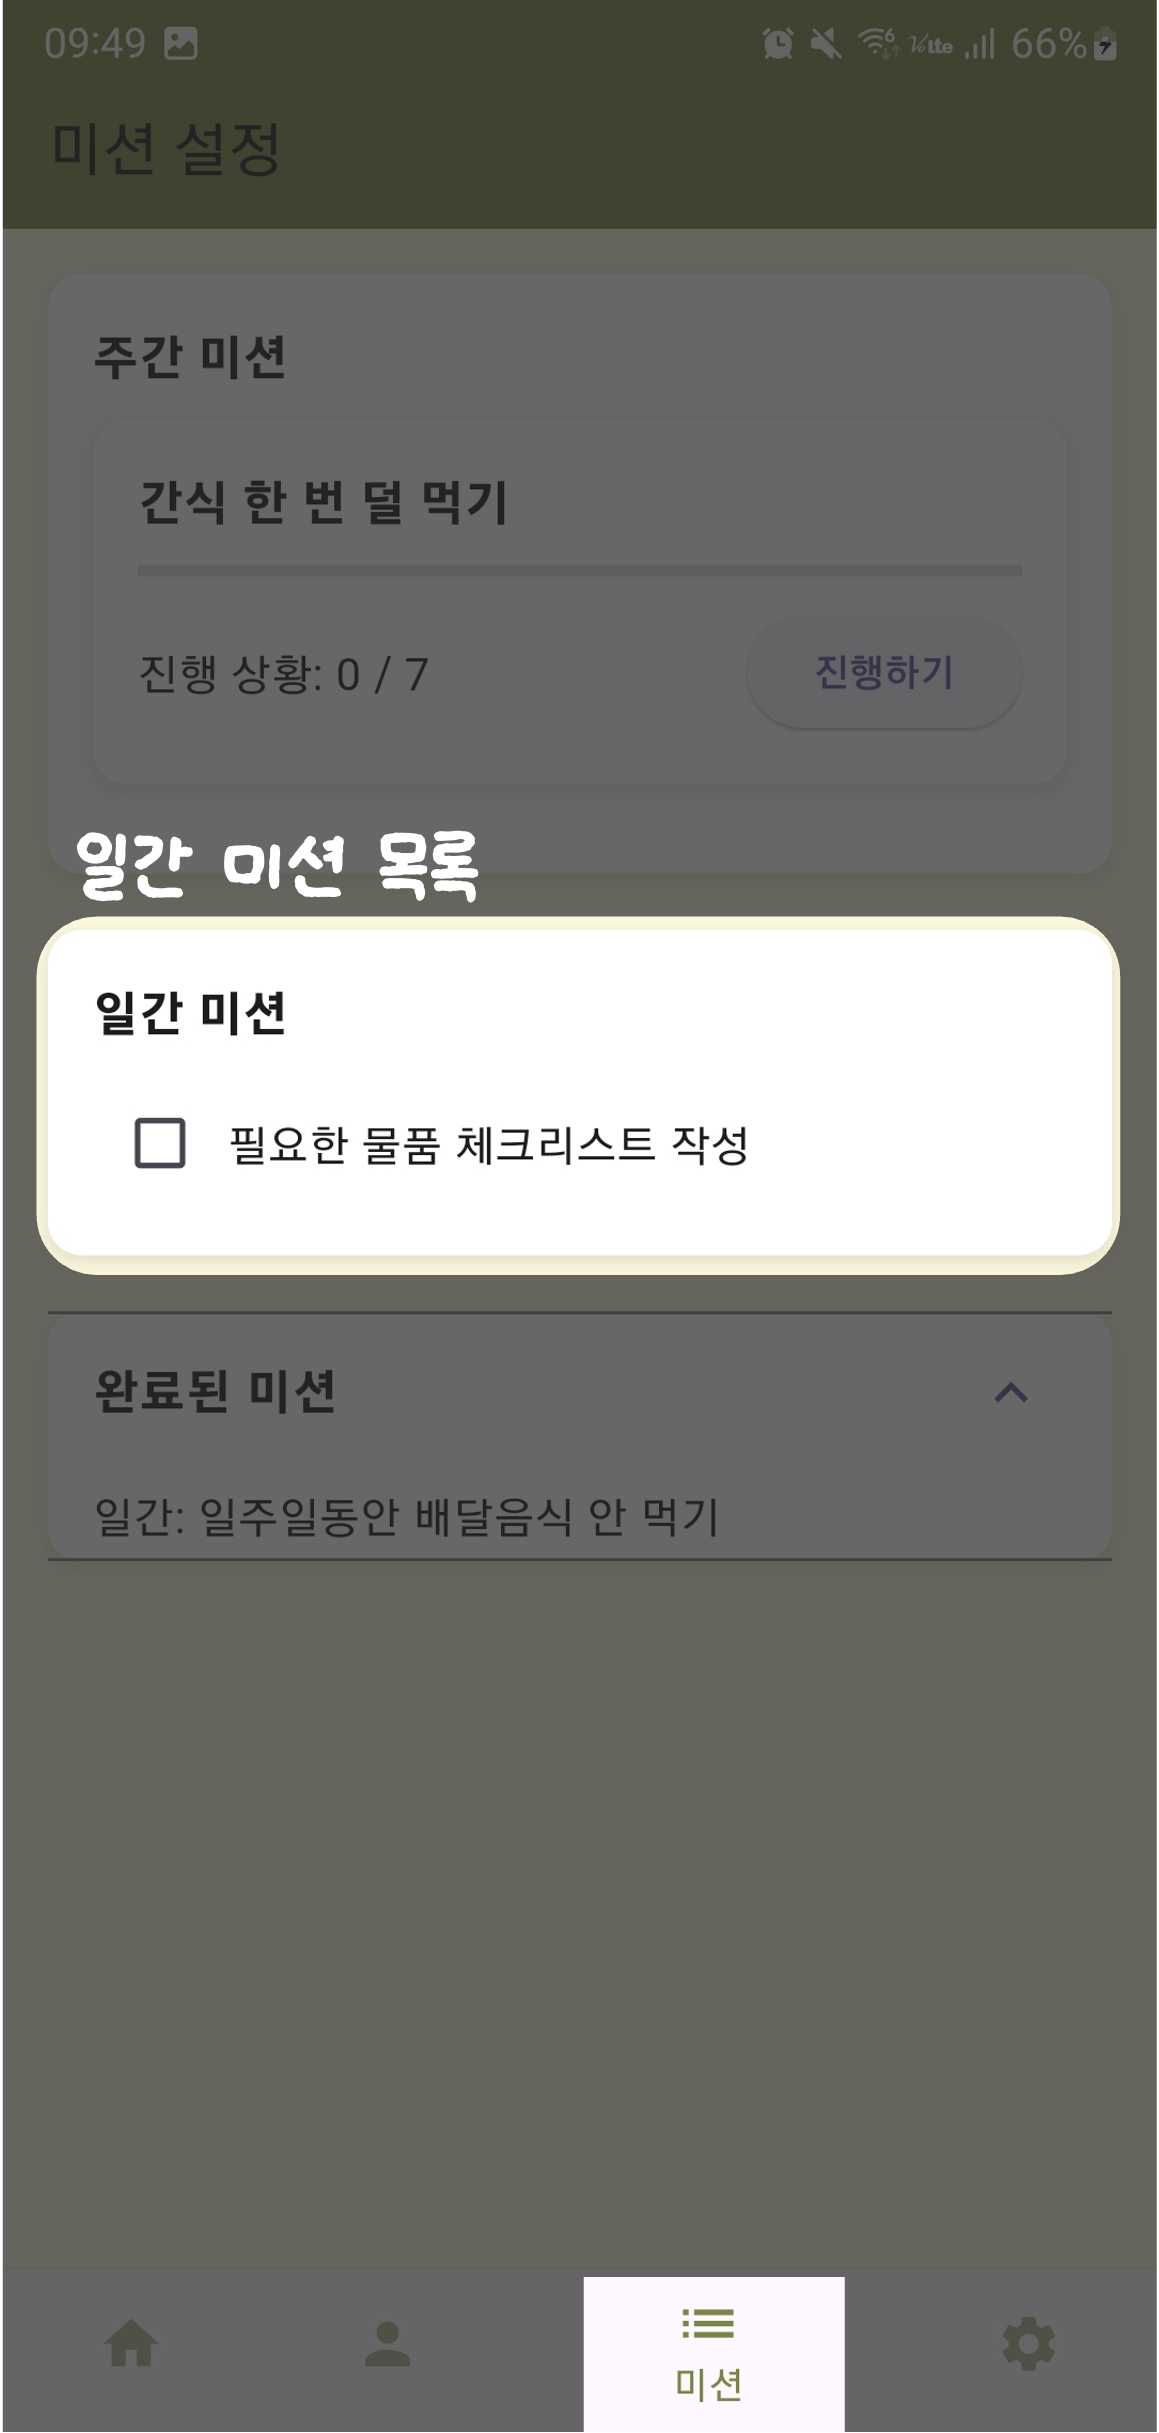 09:49
6 VoLte 66%
미션 설정
주간 미션
간식 한 번 덜 먹기
진행 상황: 0 / 7 진행하기
일간 미션 목록
일간 미션
필요한 물품 체크리스트 작성
완료된 미션
일간: 일주일동안 배달음식 안 먹기
미션